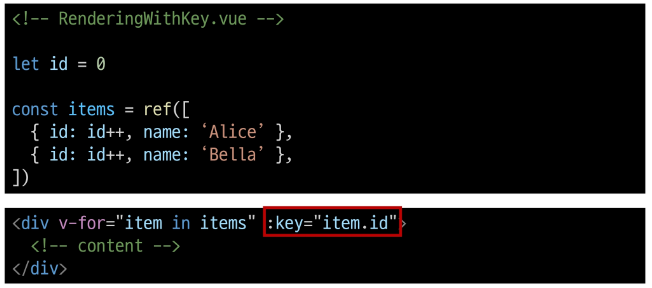 <!-- RenderingWithKey.vue -->
let id = 0
const items = ref([
{ id: id++, name: ‘Alice’ },
{ id: id++, name: ‘Bella’ },
])
<div v-for="item in items" :key="item.id">
<!-- content -->
</div>